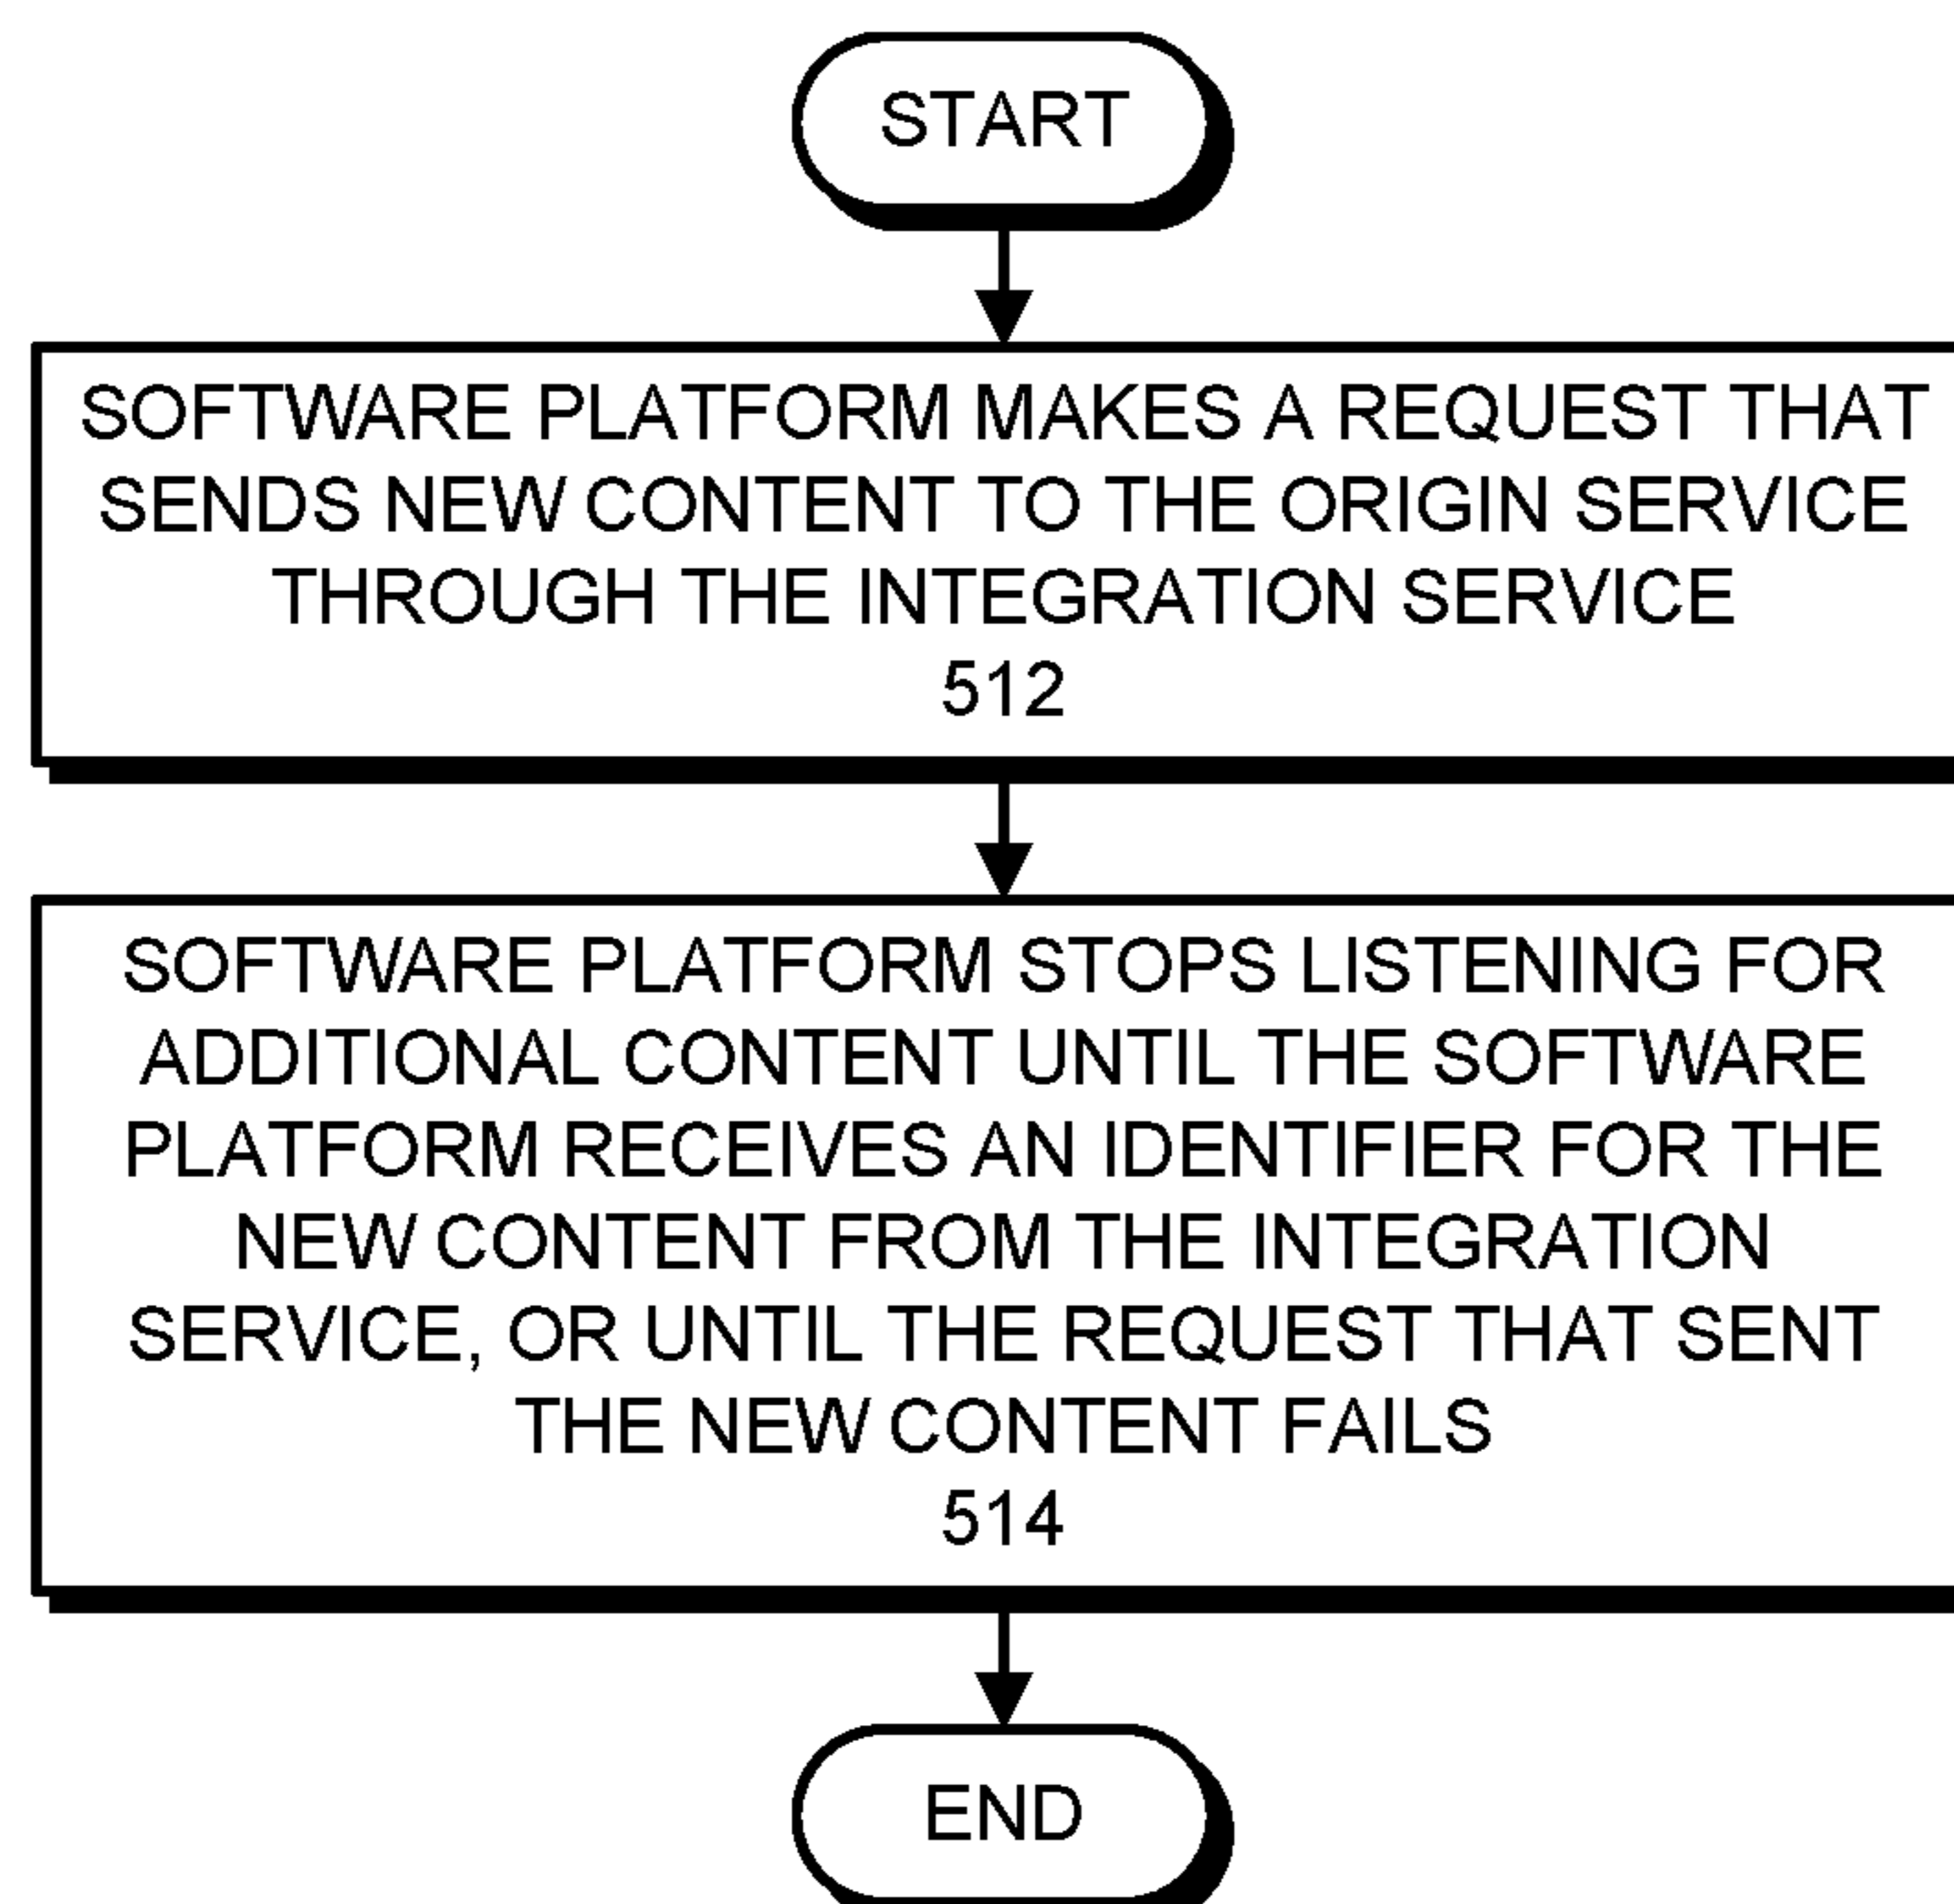 START
SOFTWARE PLATFORM MAKES A REQUEST THAT
SENDS NEW CONTENT TO THE ORIGIN SERVICE
THROUGH THE INTEGRATION SERVICE
512
SOFTWARE PLATFORM STOPS LISTENING FOR
ADDITIONAL CONTENT UNTIL THE SOFTWARE
PLATFORM RECEIVES AN IDENTIFIER FOR THE
NEW CONTENT FROM THE INTEGRATION
SERVICE, OR UNTIL THE REQUEST THAT SENT
THE NEW CONTENT FAILS
514
END